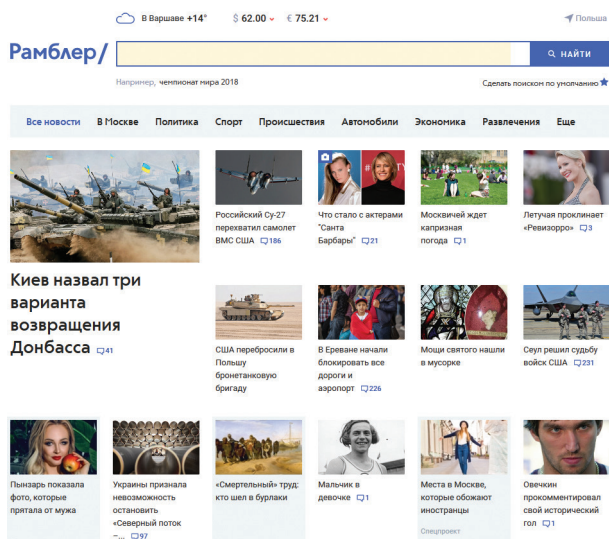 В Варшаве +14° $ 62.00 € 75.21 Польша
Рамблер/
НАЙТИ
Например, чемпионат мира 2018 Сделать поиском по умолчанию
Все новости В Москве Политика Спорт Происшествия Автомобили Экономика Развлечения Еще
Киев назвал три
варианта
возвращения
Донбасса 41
Российский Су-27
перехватил самолет
ВМС США 186
Что стало с актерами
"Санта
Барбары" 21
Москвичей ждет
капризная
погода 1
Летучая проклинает
«Ревизорро» 3
США перебросили в
Польшу
бронетанковую
бригаду
В Ереване начали
блокировать все
дороги и
аэропорт 226
Мощи святого нашли
в мусорке
Сеул решил судьбу
войск США 231
Пынзарь показала
фото, которые
прятала от мужа
Украины признала
невозможность
остановить
«Северный поток
–... 97
«Смертельный» труд:
кто шел в бурлаки
Мальчик в
девочке 1
Места в Москве,
которые обожают
иностранцы
Спецпроект
Овечкин
прокомментировал
свой исторический
гол 1